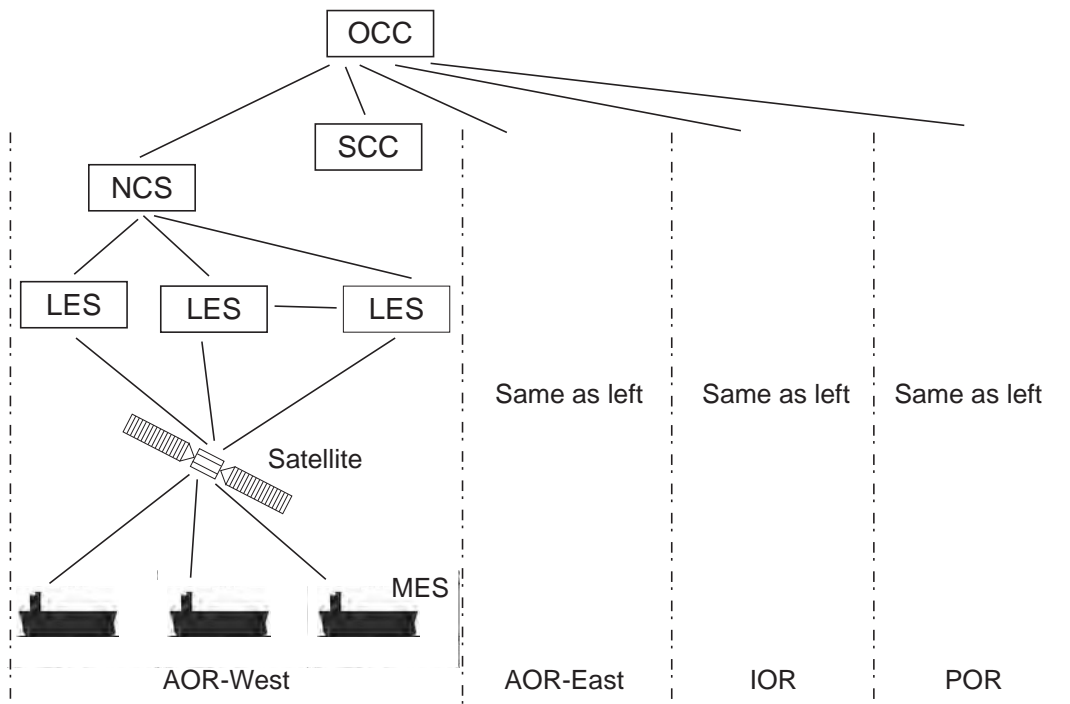 OCC
SCC
NCS
LES LES LES
Same as left Same as left Same as left
Satellite
MES
AOR-West AOR-East IOR POR